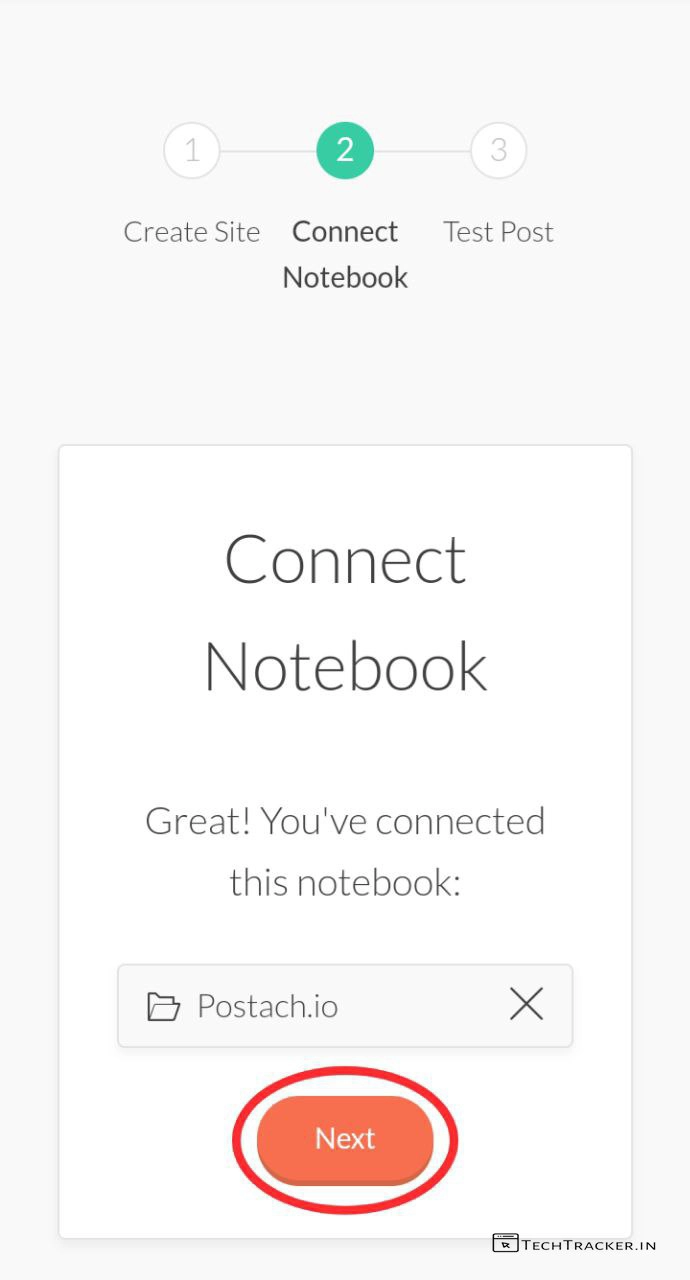 1 2 3
Create Site Connect Test Post
Notebook
Connect
Notebook
Great! You've connected
this notebook:
Postach.io
Next
TECHTRACKER.IN